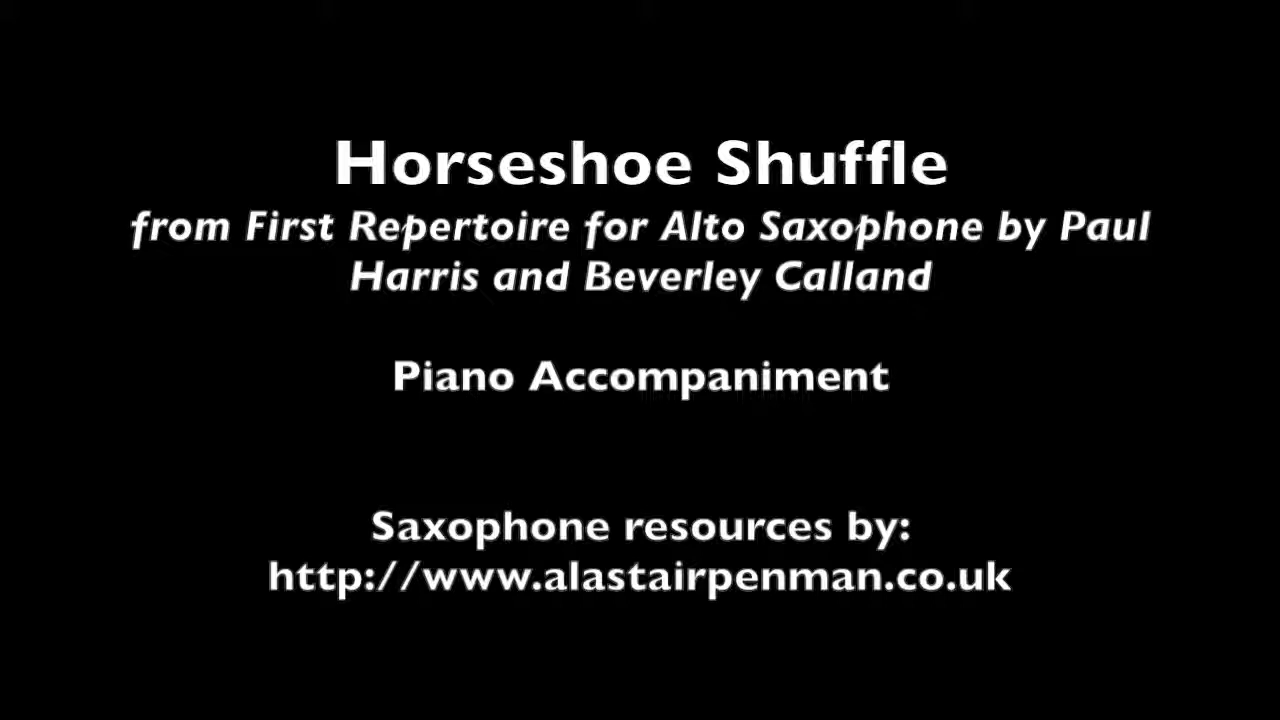 Horseshoe Shuffle
from First Repertoire for Alto Saxophone by Paul
Harris and Beverley Calland
Piano Accompaniment
Saxophone resources by:
http://www.alastairpenman.co.uk